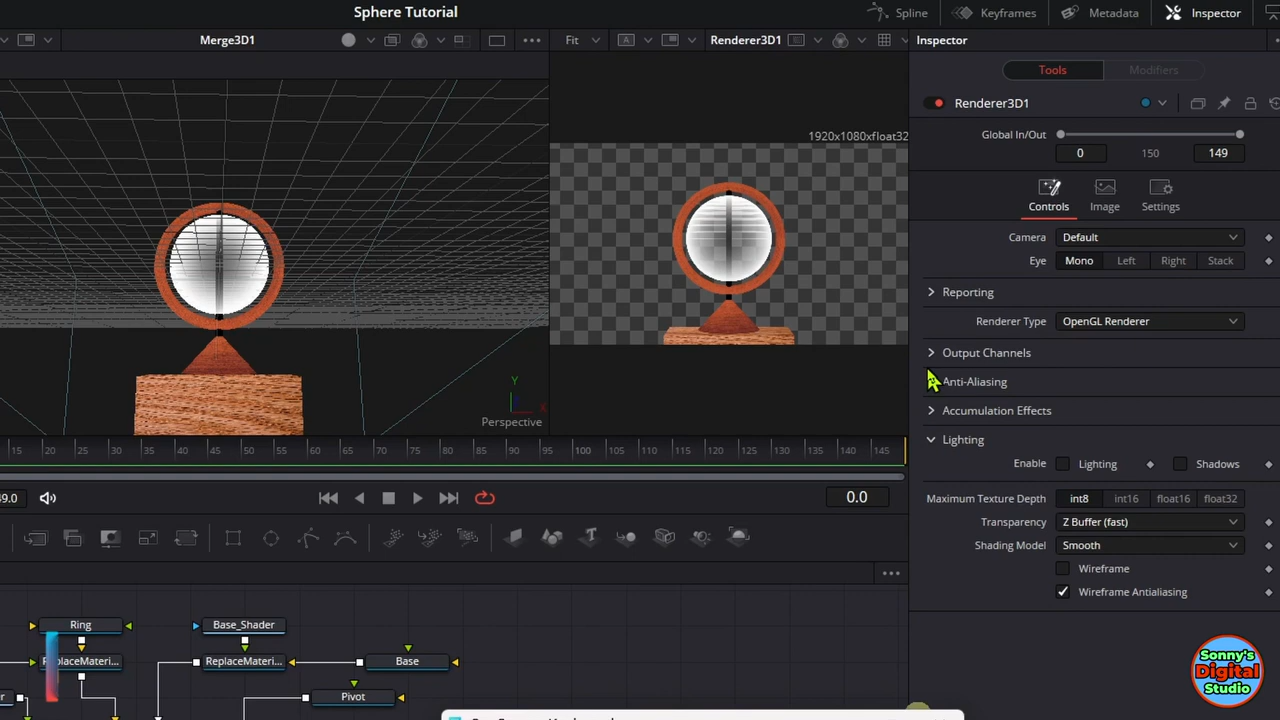 Sphere Tutorial
Spline
Keyframes
Metadata
Inspector
Merge3D1
Fit
Renderer3D1
Inspector
Tools
Modifiers
Renderer3D1
1920x1080xfloat32
Global In/Out
0
150
149
Controls
Image
Settings
Camera
Default
Eye
Mono
Left
Right
Stack
Reporting
Renderer Type
OpenGL Renderer
Output Channels
Anti-Aliasing
Accumulation Effects
Y
X
Perspective
Lighting
15 20 25 30 35 40 45 50 55 60 65 70 75 80 85 90 95 100 105 110 115 120 125 130 135 140 145
Enable
Lighting
Shadows
49.0
0.0
Maximum Texture Depth
int8
int16
float16
float32
Transparency
Z Buffer (fast)
Shading Model
Smooth
Wireframe
Wireframe Antialiasing
Ring
Base_Shader
placeMateri...
ReplaceMateri...
Base
Pivot
Sonny's
Digital
Studio